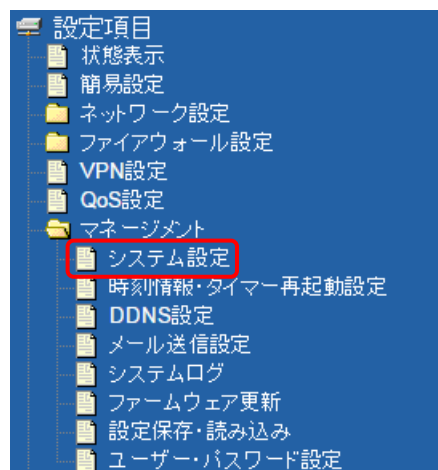 設定項目
状態表示
簡易設定
ネットワーク設定
ファイアウォール設定
VPN設定
QoS設定
マネージメント
システム設定
時刻情報・タイマー再起動設定
DDNS設定
メール送信設定
システムログ
ファームウェア更新
設定保存・読み込み
ユーザー・パスワード設定